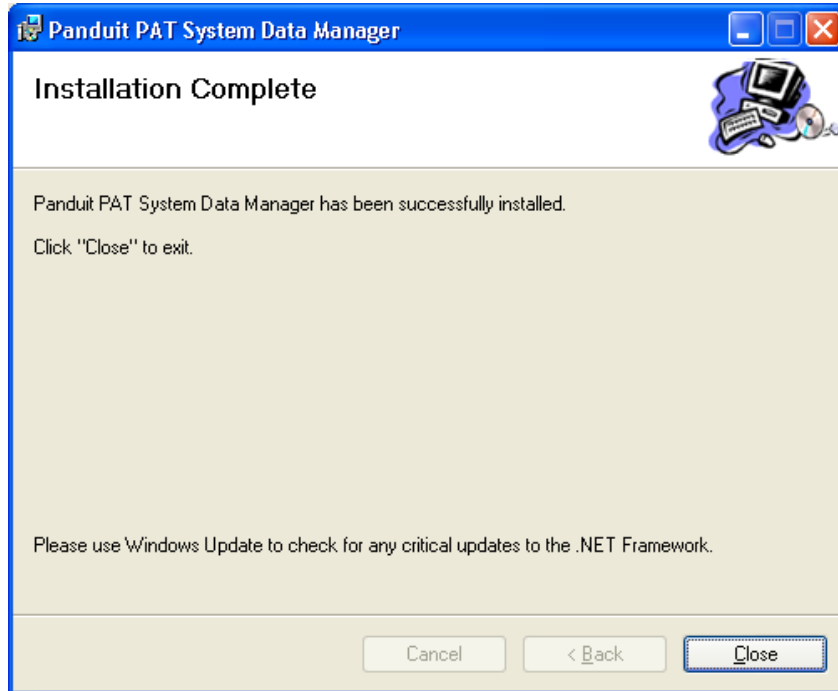 Panduit PAT System Data Manager
Installation Complete
Panduit PAT System Data Manager has been successfully installed.
Click "Close" to exit.
Please use Windows Update to check for any critical updates to the .NET Framework.
Cancel < Back Close